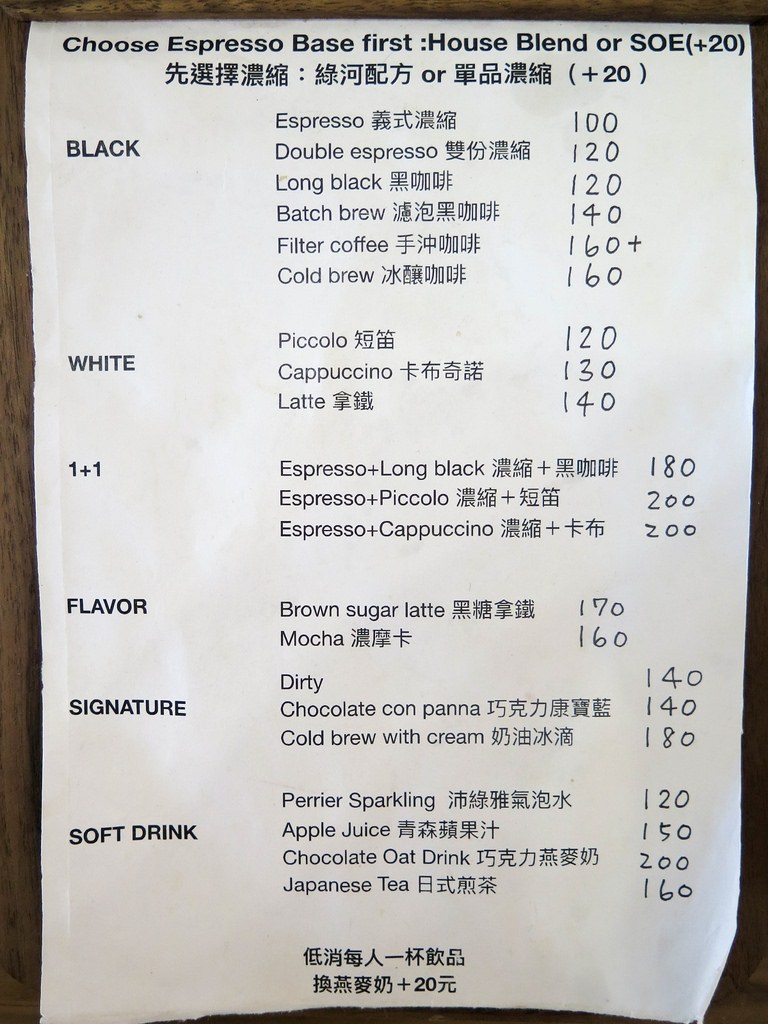 Choose Espresso Base first :House Blend or SOE(+20)
先選擇濃縮：綠河配方 or 單品濃縮（+20）
BLACK
Espresso 義式濃縮 100
Double espresso 雙份濃縮 120
Long black 黑咖啡 120
Batch brew 濾泡黑咖啡 140
Filter coffee 手沖咖啡 160+
Cold brew 冰釀咖啡 160
WHITE
Piccolo 短笛 120
Cappuccino 卡布奇諾 130
Latte 拿鐵 140
1+1
Espresso+Long black 濃縮＋黑咖啡 180
Espresso+Piccolo 濃縮＋短笛 200
Espresso+Cappuccino 濃縮＋卡布 200
FLAVOR
Brown sugar latte 黑糖拿鐵 170
Mocha 濃摩卡 160
SIGNATURE
Dirty 140
Chocolate con panna 巧克力康寶藍 140
Cold brew with cream 奶油冰滴 180
SOFT DRINK
Perrier Sparkling 沛綠雅氣泡水 120
Apple Juice 青森蘋果汁 150
Chocolate Oat Drink 巧克力燕麥奶 200
Japanese Tea 日式煎茶 160
低消每人一杯飲品
換燕麥奶＋20元